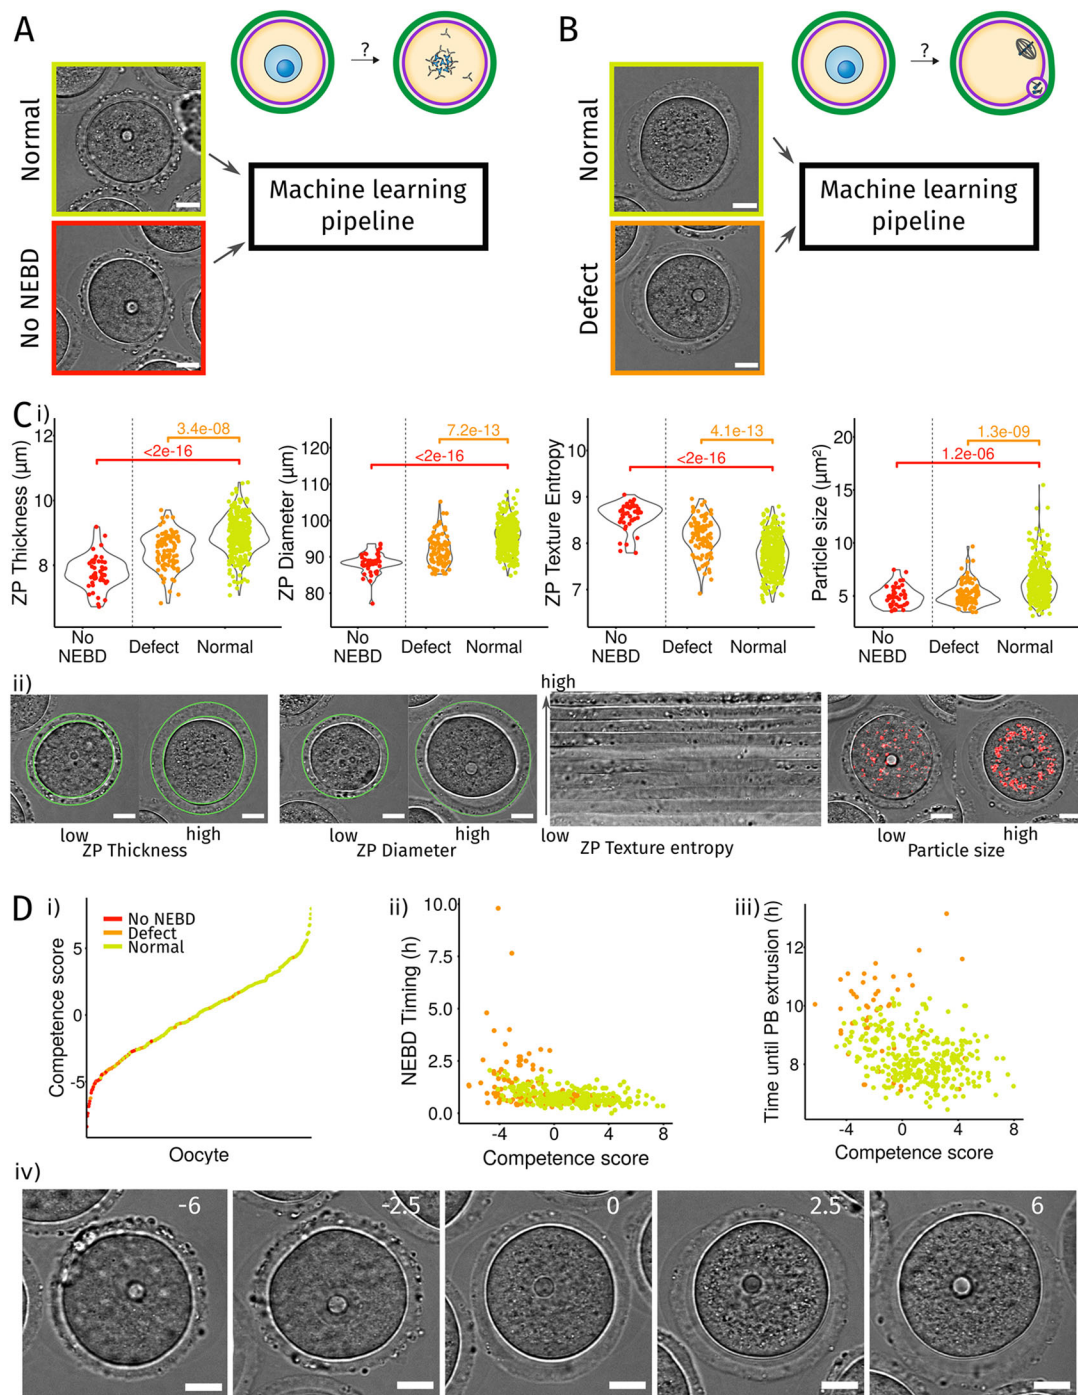 A
B
?
?
Normal
No NEBD
Machine learning
pipeline
Normal
Defect
Machine learning
pipeline
C
i)
ZP Thickness (µm)
12
10
8
3.4e-08
<2e-16
No
NEBD
Defect
Normal
ZP Diameter (µm)
120
110
100
90
80
7.2e-13
<2e-16
No
NEBD
Defect
Normal
ZP Texture Entropy
10
9
8
7
4.1e-13
<2e-16
No
NEBD
Defect
Normal
Particle size (µm²)
20
15
10
5
1.3e-09
1.2e-06
No
NEBD
Defect
Normal
ii)
low
high
ZP Thickness
low
high
ZP Diameter
high
low
ZP Texture entropy
low
high
Particle size
D
i)
Competence score
5
0
-5
No NEBD
Defect
Normal
Oocyte
ii)
NEBD Timing (h)
10.0
7.5
5.0
2.5
0.0
-4
0
4
8
Competence score
iii)
Time until PB extrusion (h)
12
10
8
-4
0
4
8
Competence score
iv)
-6
-2.5
0
2.5
6